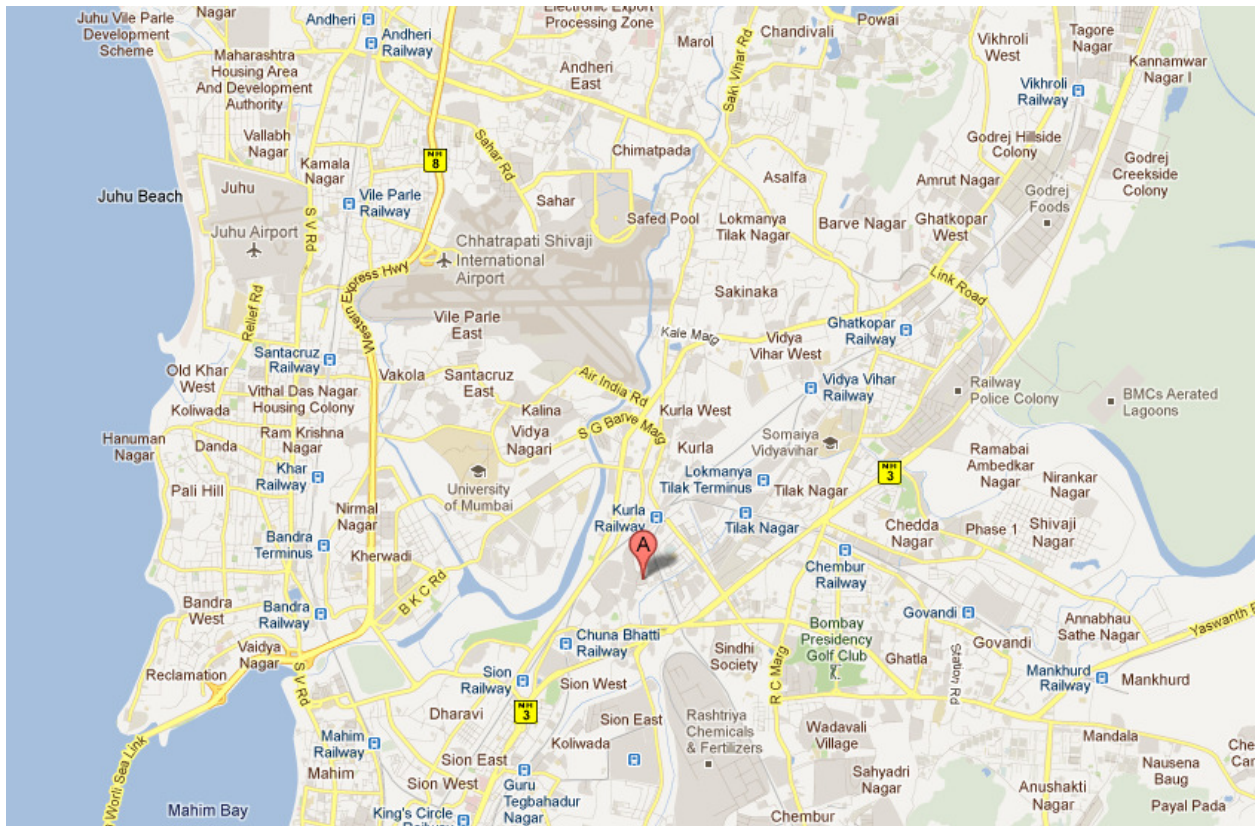 Juhu Vile Parle
Development
Scheme
Nagar
Andheri
Andheri
Railway
Maharashtra
Housing Area
And Development
Authority
Electronic Export
Processing Zone
Marol
Chandivali
Powai
Andheri
East
Saki Vihar Rd
Vikhroli
West
Tagore
Nagar
Kannamwar
Nagar I
Vikhroli
Railway
Vallabh
Nagar
Kamala
Nagar
NH
8
Sahar Rd
Chimatpada
Godrej Hillside
Colony
Godrej
Creekside
Colony
Juhu Beach
Juhu
Vile Parle
Railway
Sahar
Asalfa
Amrut Nagar
Godrej
Foods
S V Rd
Juhu Airport
Safed Pool
Lokmanya
Tilak Nagar
Barve Nagar
Ghatkopar
West
Chhatrapati Shivaji
International
Airport
Western Express Hwy
Link Road
Relief Rd
Sakinaka
Vile Parle
East
Kale Marg
Vidya
Vihar West
Ghatkopar
Railway
Santacruz
Railway
Old Khar
West
Vakola
Santacruz
East
Air India Rd
Vidya Vihar
Railway
Railway
Police Colony
BMCs Aerated
Lagoons
Vithal Das Nagar
Housing Colony
Koliwada
Kalina
Kurla West
Hanuman
Nagar
Danda
Ram Krishna
Nagar
Vidya
Nagari
S G Barve Marg
Kurla
Somaiya
Vidyavihar
Ramabai
Ambedkar
Nagar
Khar
Railway
Pali Hill
University
of Mumbai
Lokmanya
Tilak Terminus
Tilak Nagar
NH
3
Nirankar
Nagar
Nirmal
Nagar
Kurla
Railway
Tilak Nagar
Chedda
Nagar
Phase 1
Shivaji
Nagar
Bandra
Terminus
Kherwadi
A
Chembur
Railway
B K C Rd
Bandra
West
Bandra
Railway
Govandi
Annabhau
Sathe Nagar
Yaswanth
Vaidya
Nagar
Chuna Bhatti
Railway
Sindhi
Society
Bombay
Presidency
Golf Club
Govandi
Reclamation
S V Rd
Sion
Railway
Sion West
R C Marg
Ghatla
Station Rd
Mankhurd
Railway
Mankhurd
Dharavi
NH
3
Sion East
Rashtriya
Chemicals
& Fertilizers
Wadavali
Village
Mandala
Mahim
Railway
Koliwada
Worli Sea Link
Sion East
Mahim
Sion West
Guru
Tegbahadur
Nagar
Sahyadri
Nagar
Anushakti
Nagar
Nausena
Baug
Mahim Bay
King's Circle
Chembur
Payal Pada